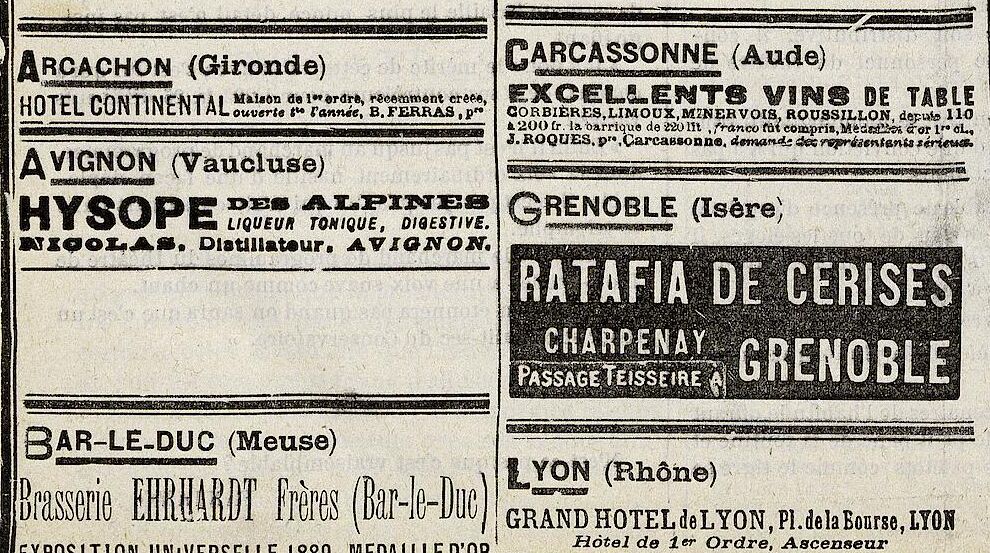 ARCACHON (Gironde)
HOTEL CONTINENTAL Maison de 1er ordre, récemment créée,
ouverte tte l'année, B. FERRAS, pre
AVIGNON (Vaucluse)
HYSOPE DES ALPINES
LIQUEUR TONIQUE, DIGESTIVE.
NICOLAS, Distillateur, AVIGNON.
BAR-LE-DUC (Meuse)
Brasserie EHRHARDT Frères (Bar-le-Duc)
EXPOSITION UNIVERSELLE 1889, MEDAILLE D'OR
CARCASSONNE (Aude)
EXCELLENTS VINS DE TABLE
CORBIÈRES, LIMOUX, MINERVOIS, ROUSSILLON, depuis 110
à 200 fr. la barrique de 220 lit, franco fût compris, Médailles d'or 1re cl.,
J. ROQUES, pre, Carcassonne, demande des représentants sérieux.
GRENOBLE (Isère)
RATAFIA DE CERISES
CHARPENAY
PASSAGE TEISSEIRE À
GRENOBLE
LYON (Rhône)
GRAND HOTEL de LYON, Pl. de la Bourse, LYON
Hôtel de 1er Ordre, Ascenseur